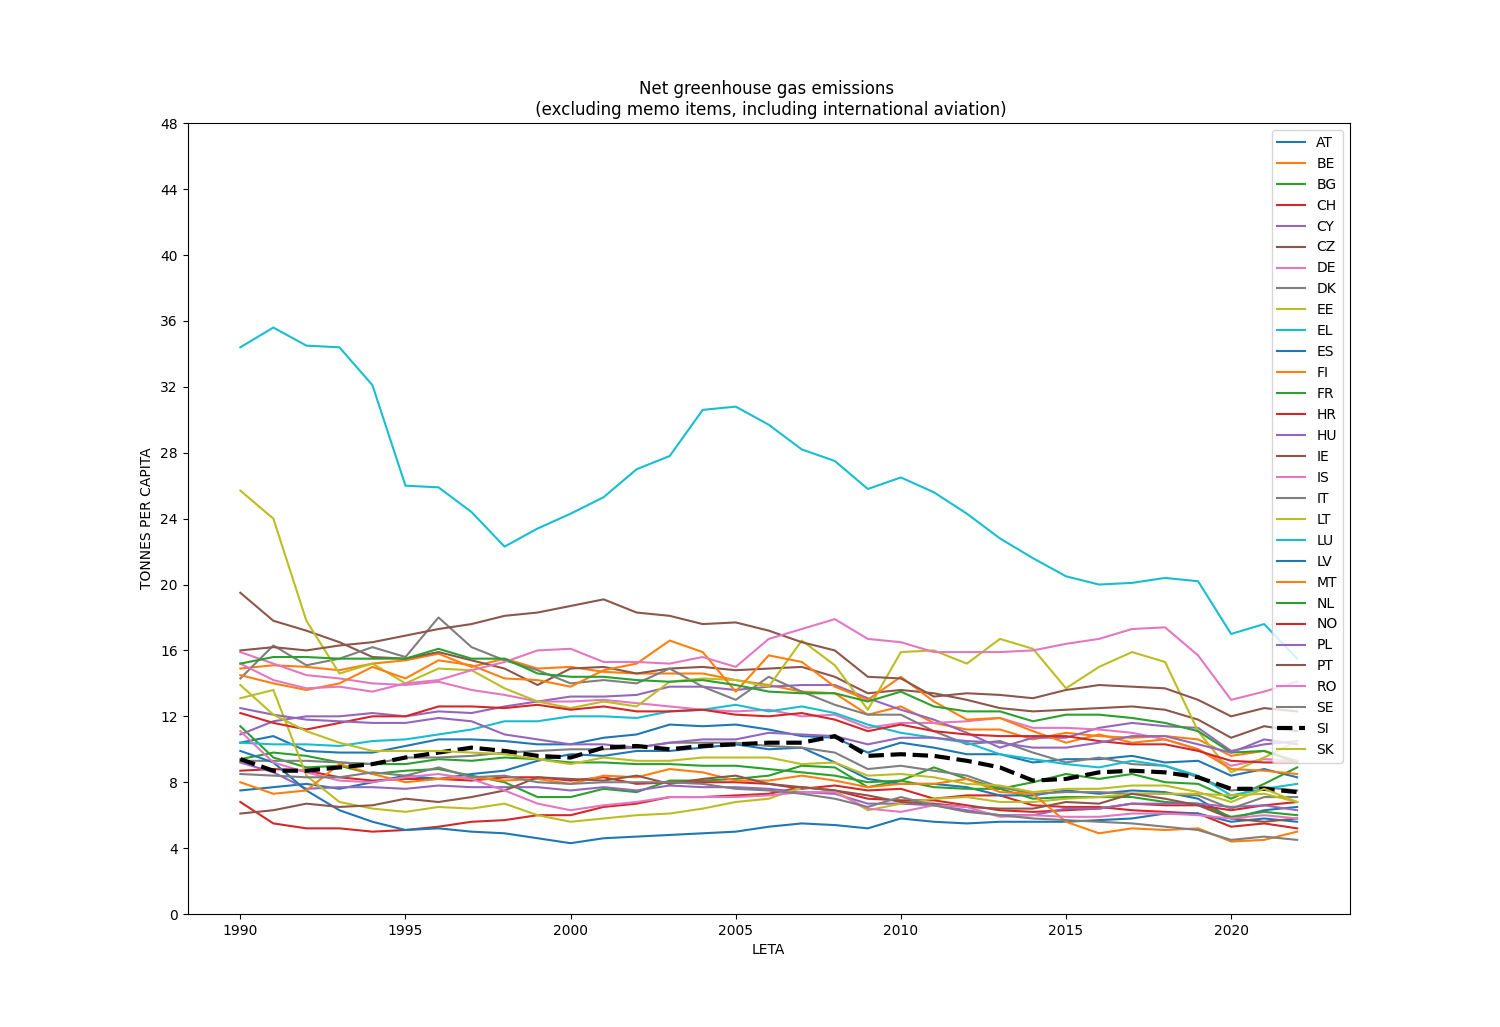 Net greenhouse gas emissions
(excluding memo items, including international aviation)
TONNES PER CAPITA
48
44
40
36
32
28
24
20
16
12
8
4
0
1990 1995 2000 2005 2010 2015 2020
LETA
AT
BE
BG
CH
CY
CZ
DE
DK
EE
EL
ES
FI
FR
HR
HU
IE
IS
IT
LT
LU
LV
MT
NL
NO
PL
PT
RO
SE
SI
SK